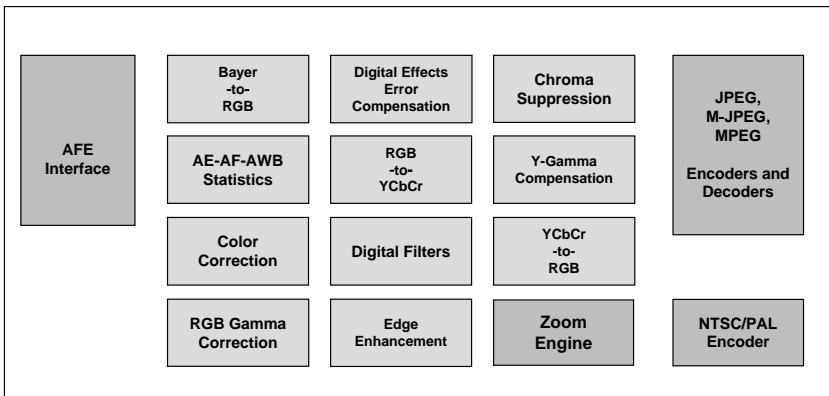 AFE
Interface
Bayer
-to-
RGB
AE-AF-AWB
Statistics
Color
Correction
RGB Gamma
Correction
Digital Effects
Error
Compensation
RGB
-to-
YCbCr
Digital Filters
Edge
Enhancement
Chroma
Suppression
Y-Gamma
Compensation
YCbCr
-to-
RGB
Zoom
Engine
JPEG,
M-JPEG,
MPEG
Encoders and
Decoders
NTSC/PAL
Encoder